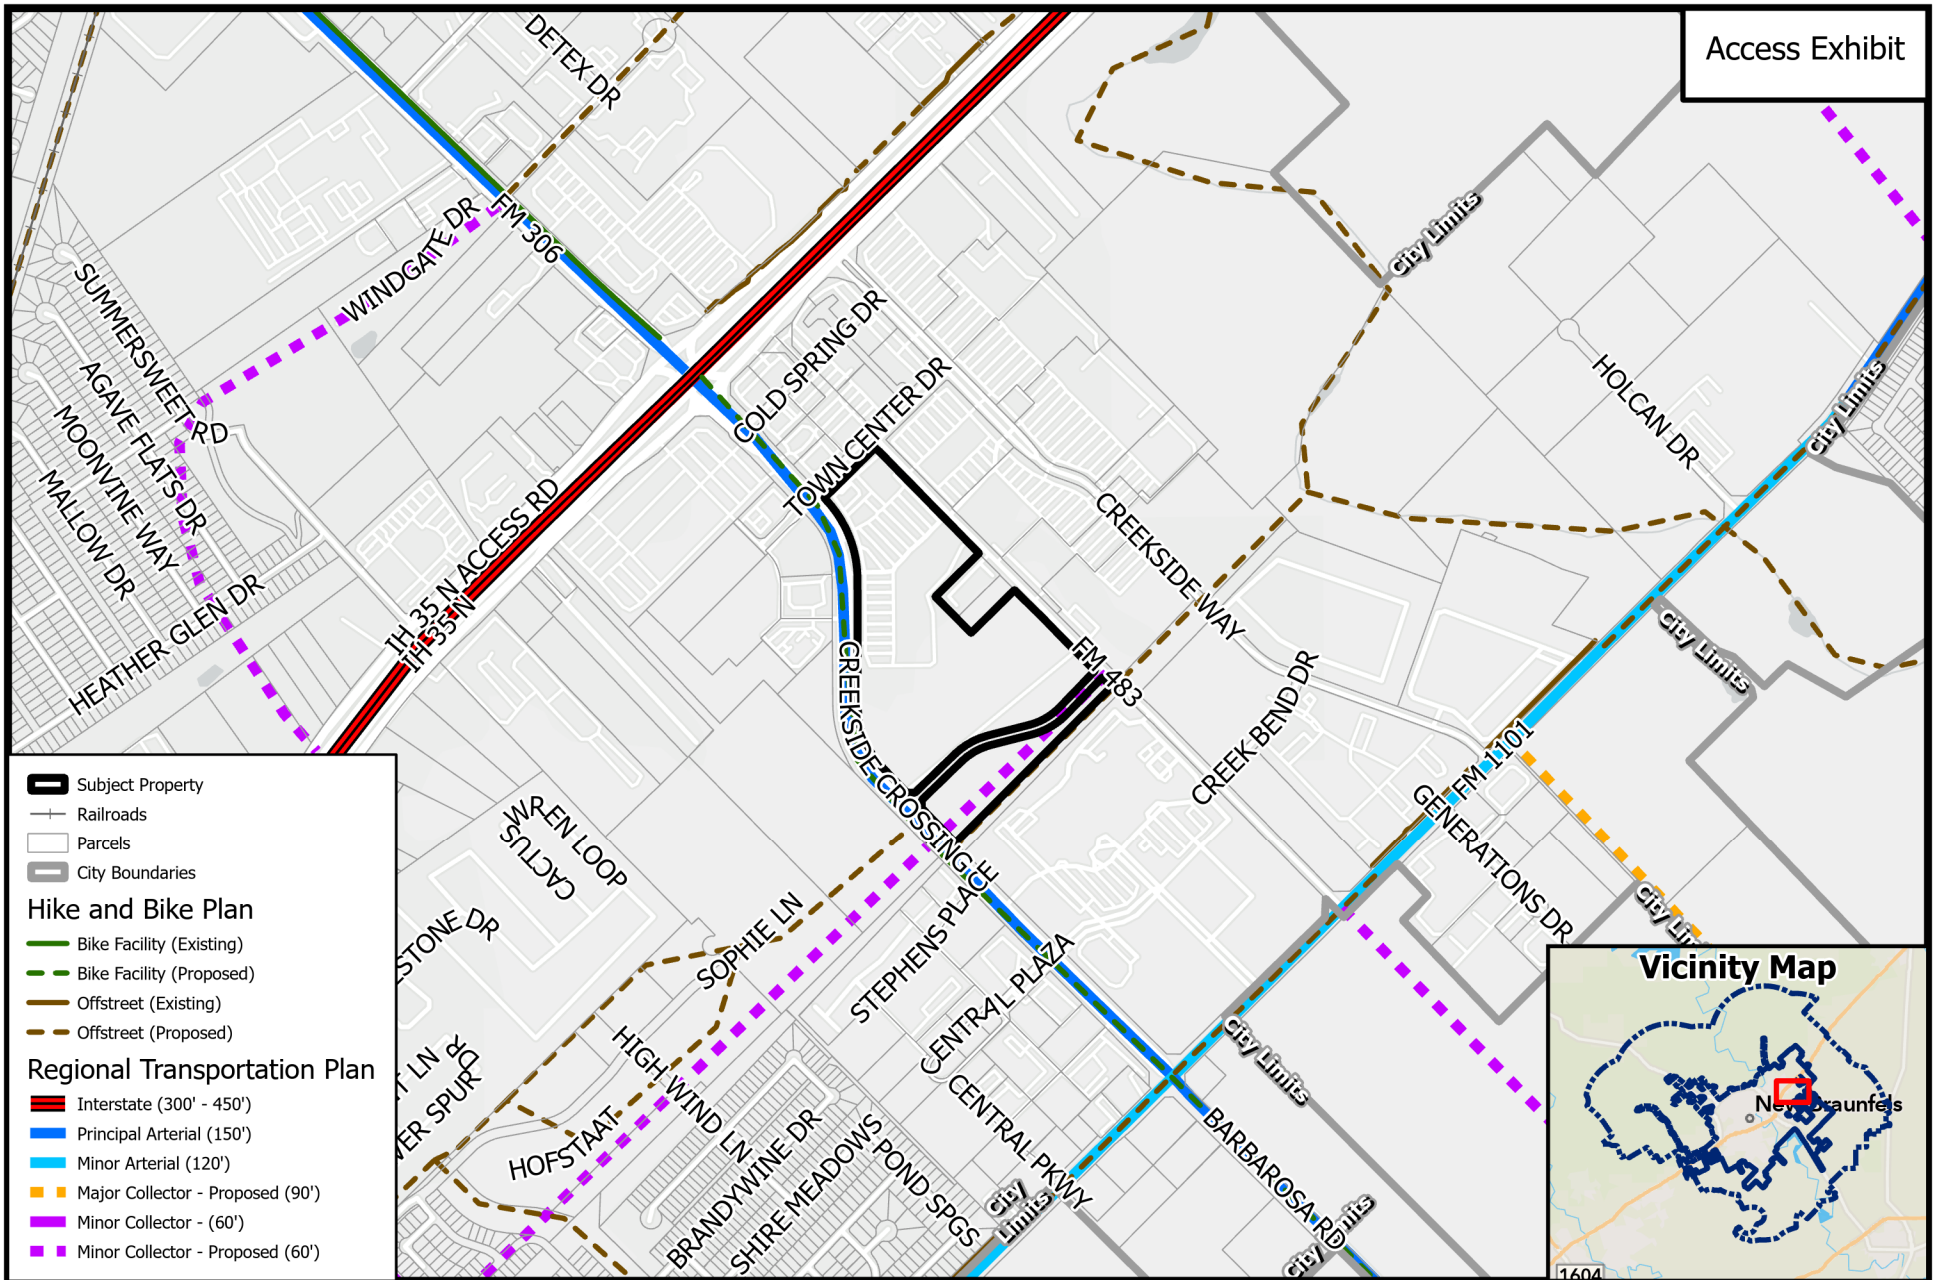 Access Exhibit
DETEX DR
WINDGATE DR
FM 306
SUMMERSWEET
RD
AGAVE FLATS DR
MOONVINE WAY
MALLOW DR
HEATHER GLEN DR
IH 35 N ACCESS RD
IH 35 N
COLD SPRING DR
TOWN CENTER DR
CREEKSIDE WAY
FM 483
CREEKSIDE CROSSING
CREEK BEND DR
City Limits
HOLCAN DR
City Limits
City Limits
FM 1101
GENERATIONS DR
WREN LOOP
CACTUS
SOPHIE LN
STEPHENS PLACE
CENTRAL PLAZA
CENTRAL PKWY
HIGH WIND LN
HOFSTAAT
BRANDYWINE DR
SHIRE MEADOWS
POND SPGS
BARBAROSA RD
City Limits
City
Limits
Subject Property
Railroads
Parcels
City Boundaries
Hike and Bike Plan
Bike Facility (Existing)
Bike Facility (Proposed)
Offstreet (Existing)
Offstreet (Proposed)
Regional Transportation Plan
Interstate (300' - 450')
Principal Arterial (150')
Minor Arterial (120')
Major Collector - Proposed (90')
Minor Collector - (60')
Minor Collector - Proposed (60')
Vicinity Map
New Braunfels
1604